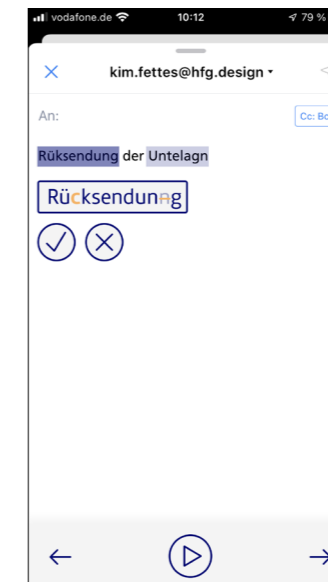 vodafone.de 10:12 79 %
kim.fettes@hfg.design
An: Cc: Bc
Rüksendung der Untelagn
Rücksendunng